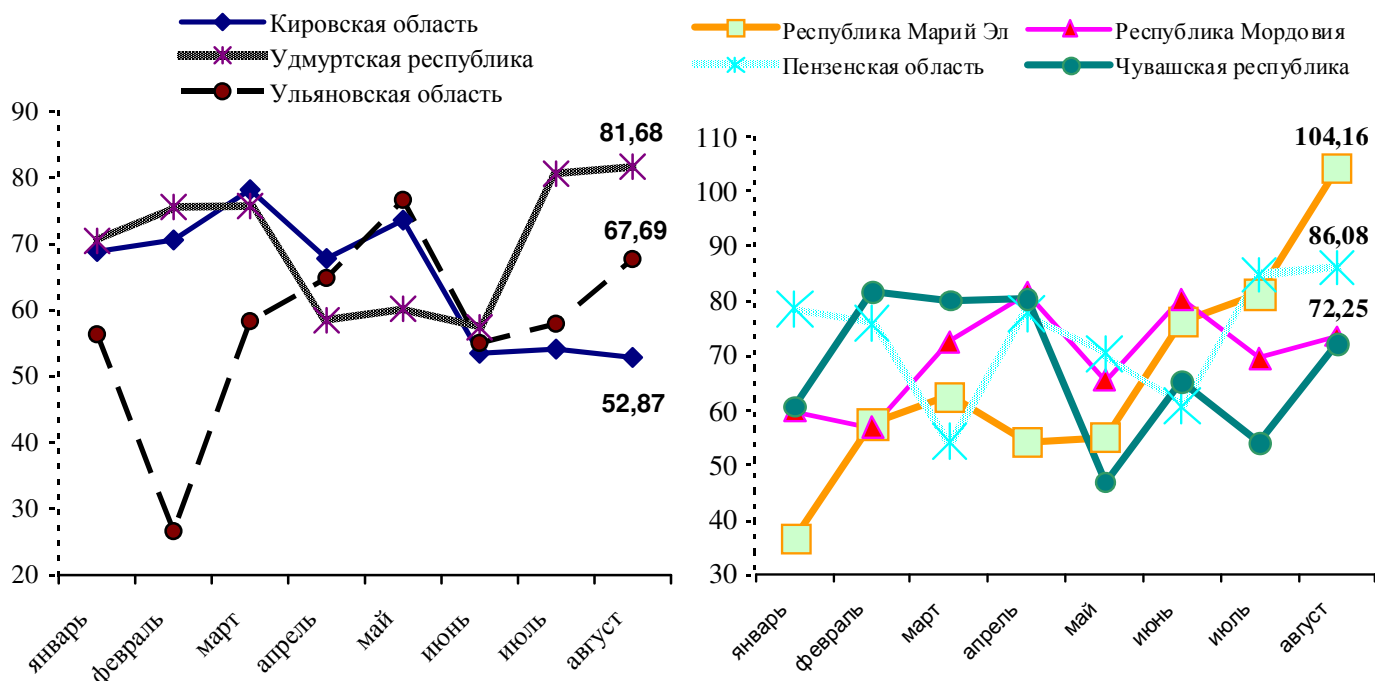 Кировская область
Удмуртская республика
Ульяновская область
90
80
70
60
50
40
30
20
81,68
67,69
52,87
январь
февраль
март
апрель
май
июнь
июль
август
Республика Марий Эл
Республика Мордовия
Пензенская область
Чувашская республика
110
100
90
80
70
60
50
40
30
104,16
86,08
72,25
январь
февраль
март
апрель
май
июнь
июль
август